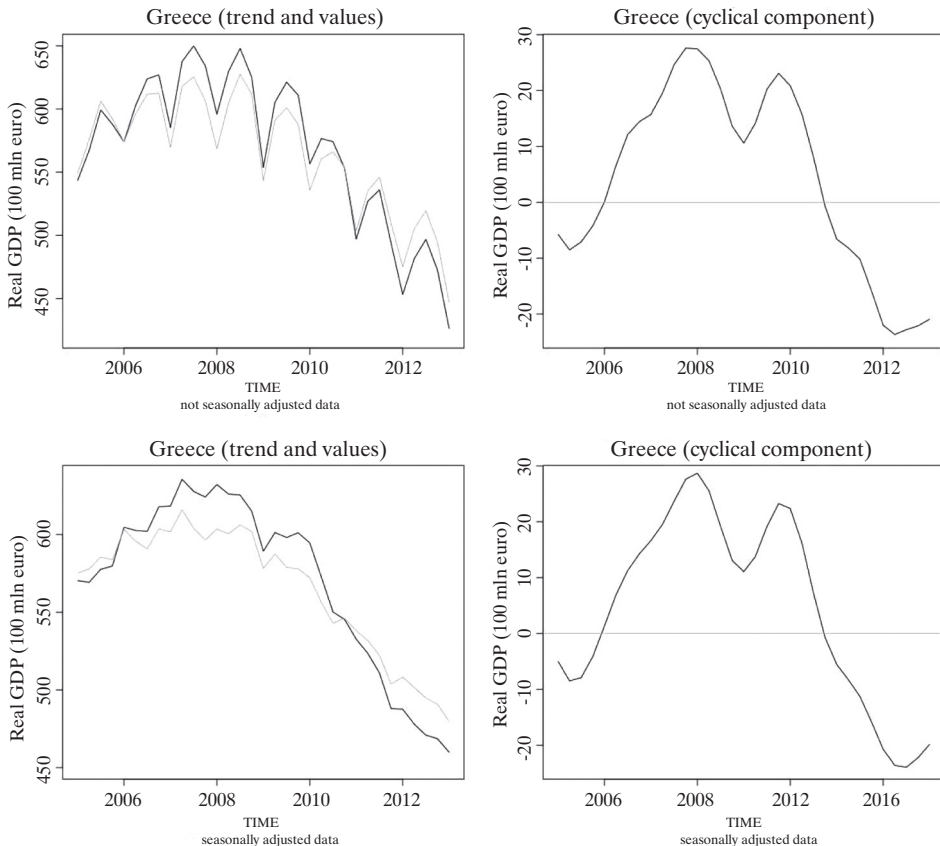 Greece (trend and values)
Real GDP (100 mln euro)
650
600
550
500
450
2006 2008 2010 2012
TIME
not seasonally adjusted data
Greece (cyclical component)
Real GDP (100 mln euro)
30
20
10
0
-10
-20
2006 2008 2010 2012
TIME
not seasonally adjusted data
Greece (trend and values)
Real GDP (100 mln euro)
600
550
500
450
2006 2008 2010 2012
TIME
seasonally adjusted data
Greece (cyclical component)
Real GDP (100 mln euro)
30
20
10
0
-10
-20
2006 2008 2012 2016
TIME
seasonally adjusted data